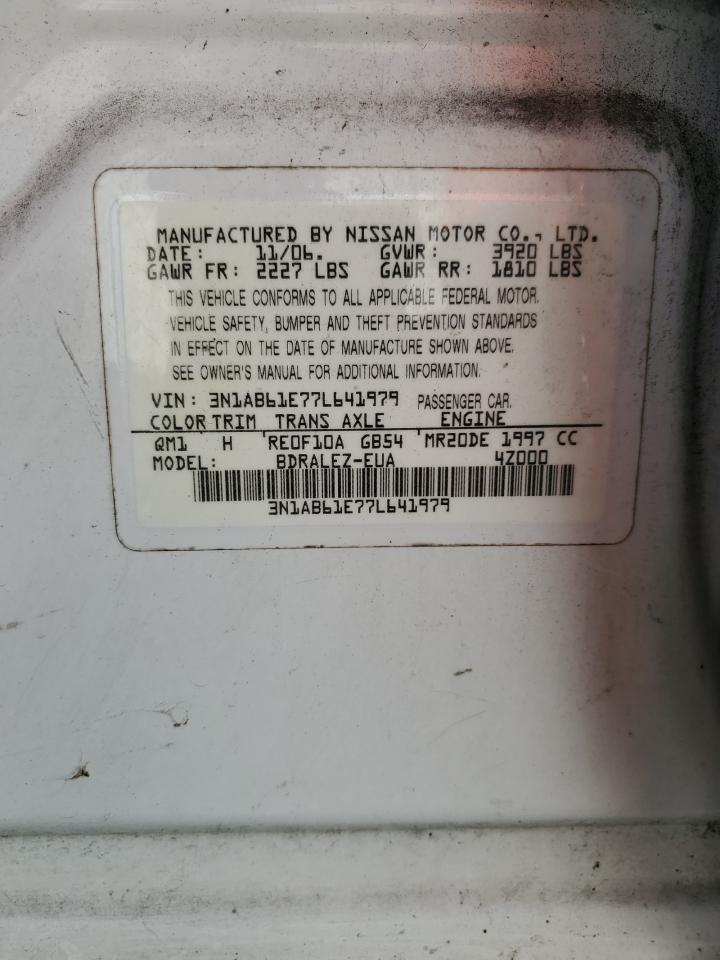 MANUFACTURED BY NISSAN MOTOR CO., LTD.
DATE: 11/06. GVWR: 3920 LBS
GAWR FR: 2227 LBS GAWR RR: 1810 LBS
THIS VEHICLE CONFORMS TO ALL APPLICABLE FEDERAL MOTOR
VEHICLE SAFETY, BUMPER AND THEFT PREVENTION STANDARDS
IN EFFECT ON THE DATE OF MANUFACTURE SHOWN ABOVE.
SEE OWNER'S MANUAL FOR ADDITIONAL INFORMATION.
VIN: 3N1AB61E77L641979 PASSENGER CAR
COLOR TRIM TRANS AXLE ENGINE
QM1 H RE0F10A GB54 MR20DE 1997 CC
MODEL: BDRALEZ-EUA 4Z000
3N1AB61E77L641979